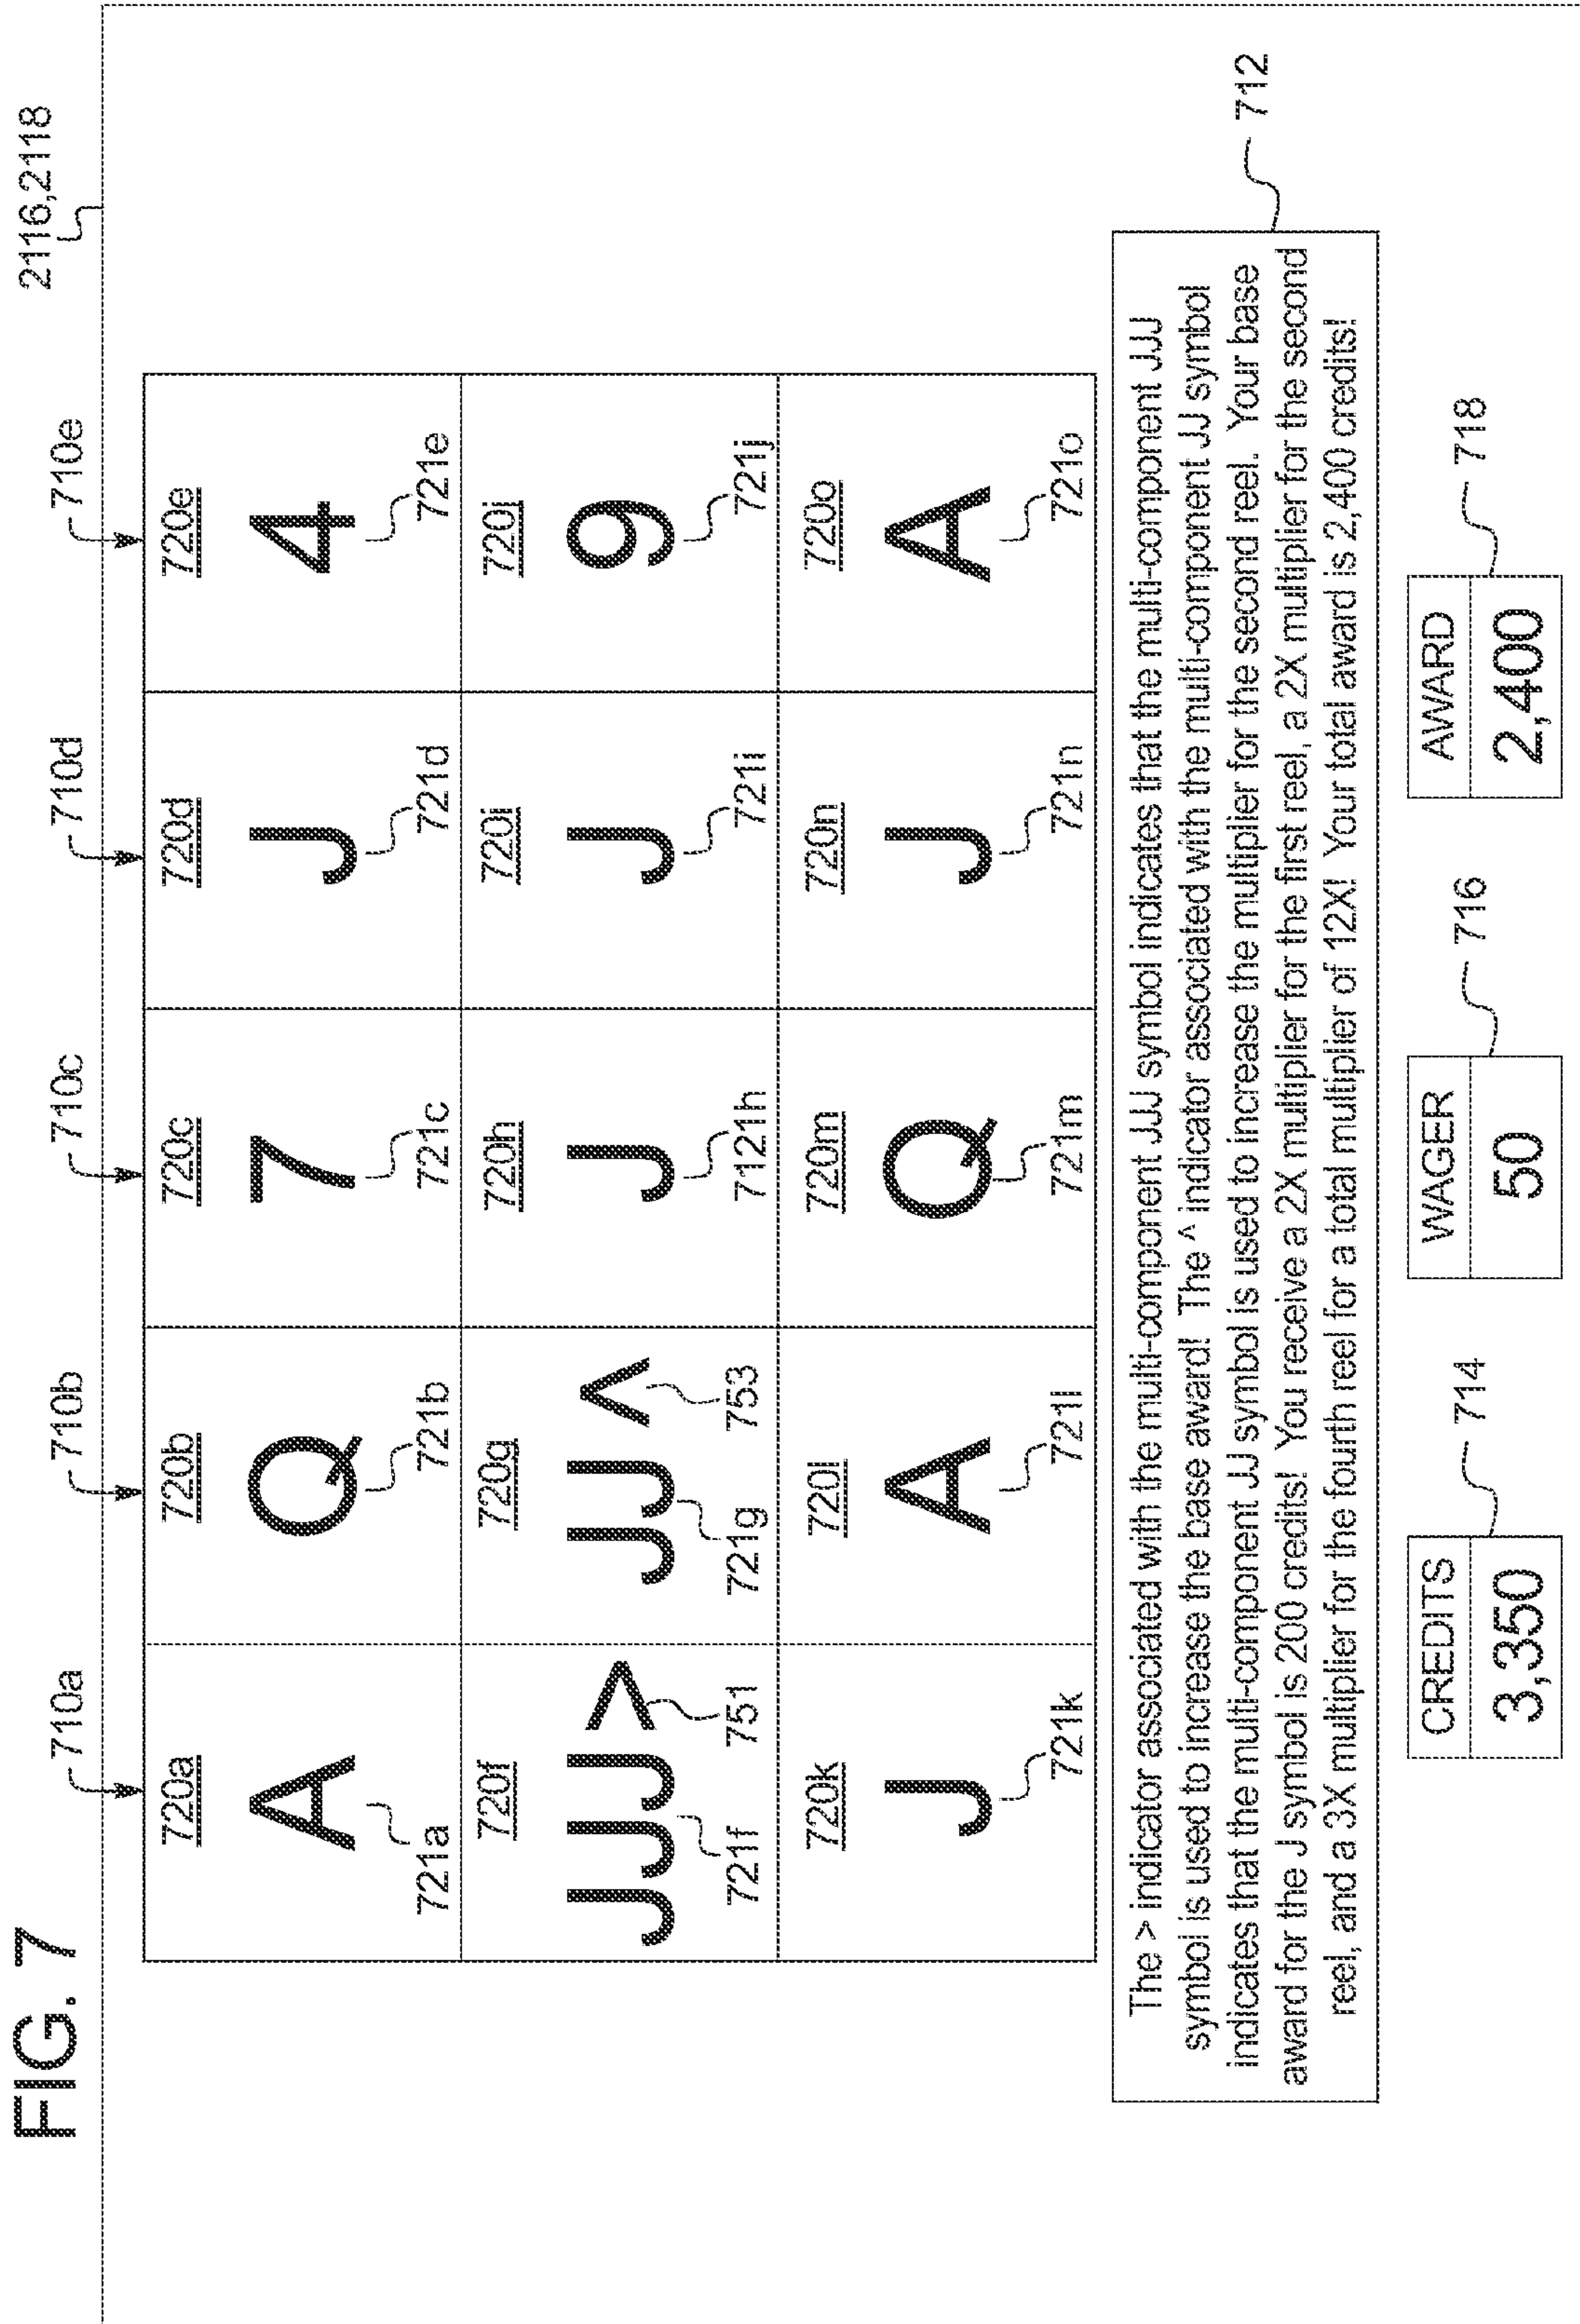 FIG. 7
2116,2118
710a 710b 710c 710d 710e
720a 720b 720c 720d 720e
A Q 7 J 4
721a 721b 721c 721d 721e
720f 720g 720h 720i 720j
JJJ > JJ ^ J J 9
721f 751 721g 753 7121h 721i 721j
720k 720l 720m 720n 720o
J A Q J A
721k 721l 721m 721n 721o
The > indicator associated with the multi-component JJJ symbol indicates that the multi-component JJJ
symbol is used to increase the base award! The ^ indicator associated with the multi-component JJ symbol
indicates that the multi-component JJ symbol is used to increase the multiplier for the second reel. Your base
award for the J symbol is 200 credits! You receive a 2X multiplier for the first reel, a 2X multiplier for the second
reel, and a 3X multiplier for the fourth reel for a total multiplier of 12X! Your total award is 2,400 credits!
712
714 716 718
CREDITS WAGER AWARD
3,350 50 2,400